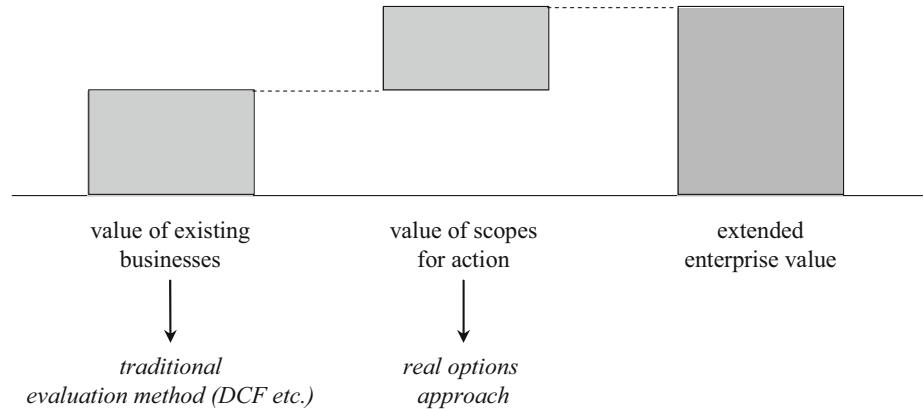 value of existing
businesses
value of scopes
for action
extended
enterprise value
traditional
evaluation method (DCF etc.)
real options
approach